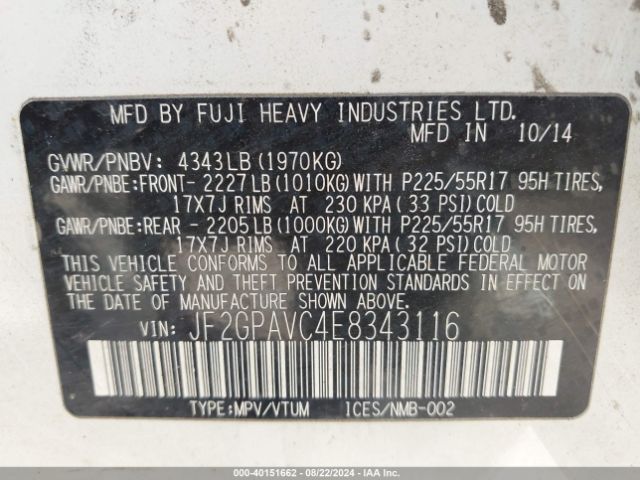 MFD BY FUJI HEAVY INDUSTRIES LTD.
MFD IN 10/14
GVWR/PNBV: 4343LB(1970KG)
GAWR/PNBE:FRONT-2227LB(1010KG)WITH P225/55R17 95H TIRES,
17X7J RIMS AT 230 KPA(33 PSI)COLD
GAWR/PNBE:REAR -2205LB(1000KG)WITH P225/55R17 95H TIRES,
17X7J RIMS AT 220 KPA(32 PSI)COLD
THIS VEHICLE CONFORMS TO ALL APPLICABLE FEDERAL MOTOR
VEHICLE SAFETY AND THEFT PREVENTION STANDARDS IN EFFECT ON
THE DATE OF MANUFACTURE SHOWN ABOVE.
VIN: JF2GPAVC4E8343116
TYPE:MPV/VTUM ICES/NMB-002
000-40151662 - 08/22/2024 - IAA Inc.